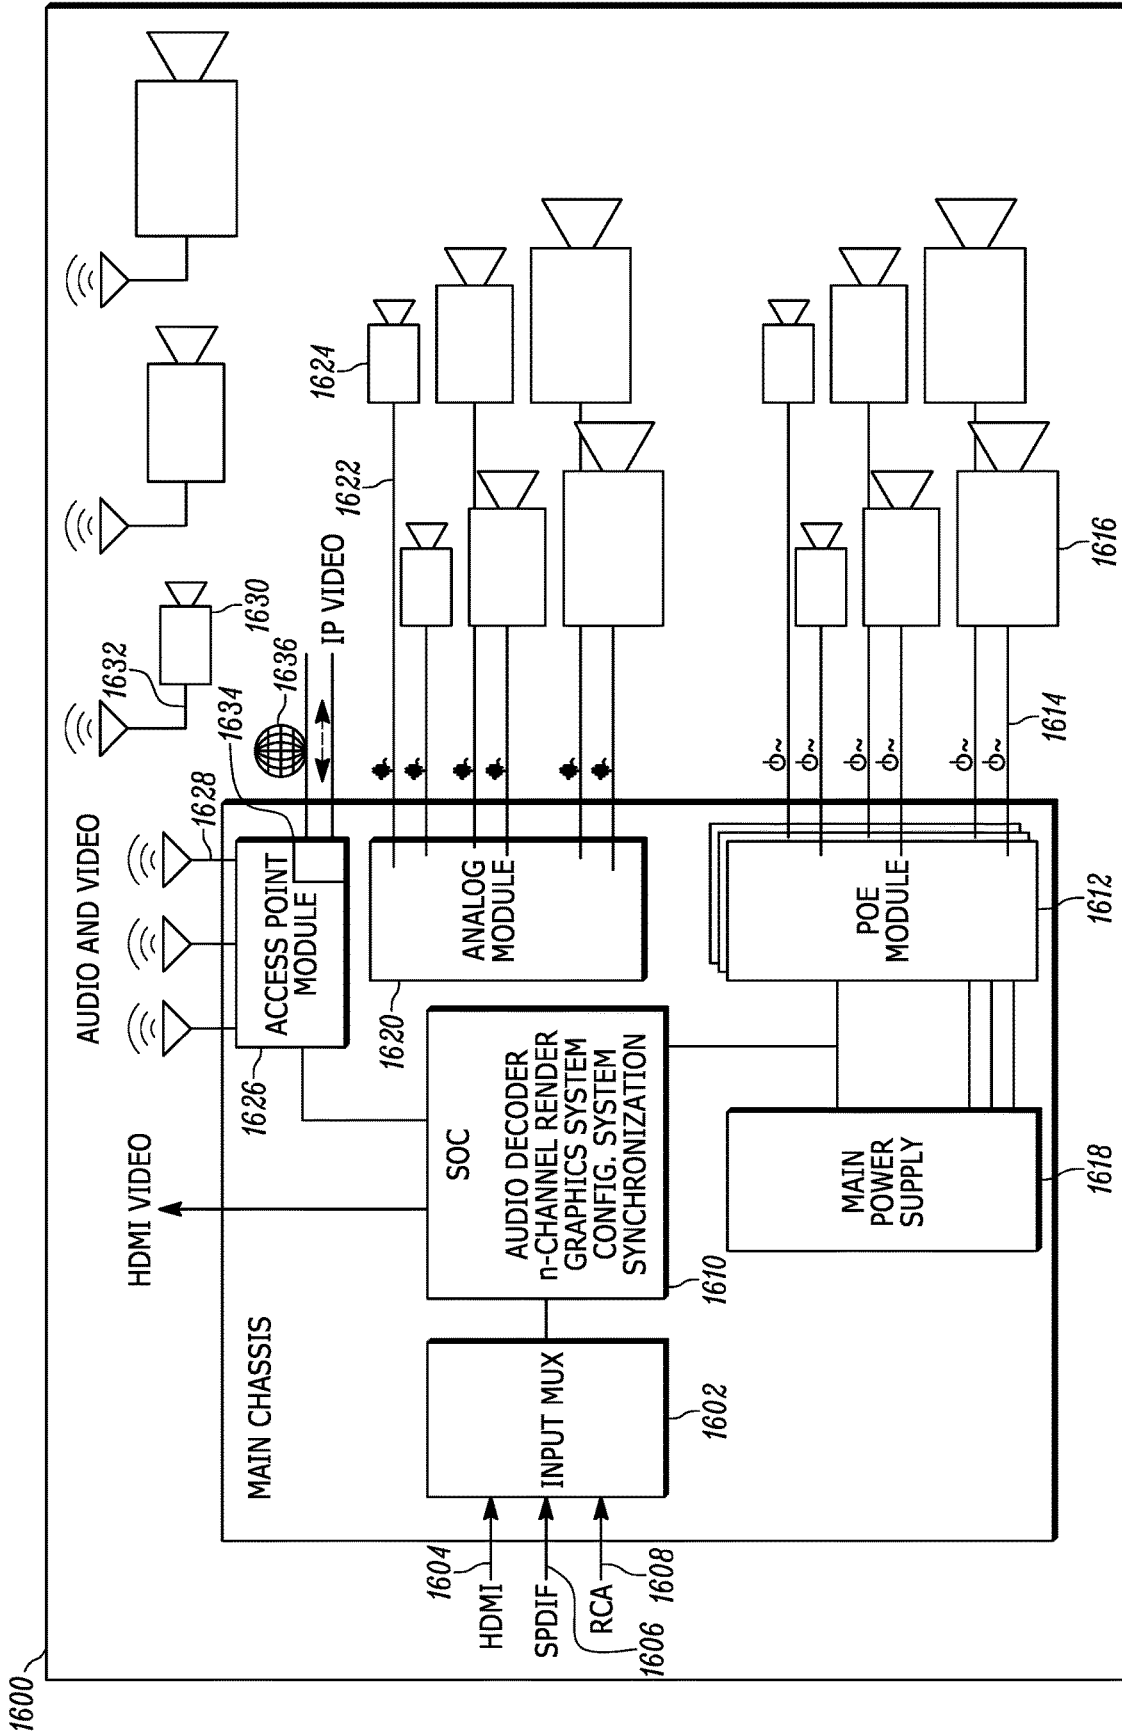 1600
MAIN CHASSIS
HDMI VIDEO
AUDIO AND VIDEO
1604
HDMI
SPDIF
1606
RCA
1608
INPUT MUX
1602
SOC
AUDIO DECODER
n-CHANNEL RENDER
GRAPHICS SYSTEM
CONFIG. SYSTEM
SYNCHRONIZATION
1610
1626
ACCESS POINT
MODULE
1628
1634
1636
1632
1630
IP VIDEO
1620
ANALOG
MODULE
1622
1624
MAIN
POWER
SUPPLY
1618
POE
MODULE
1612
1614
1616